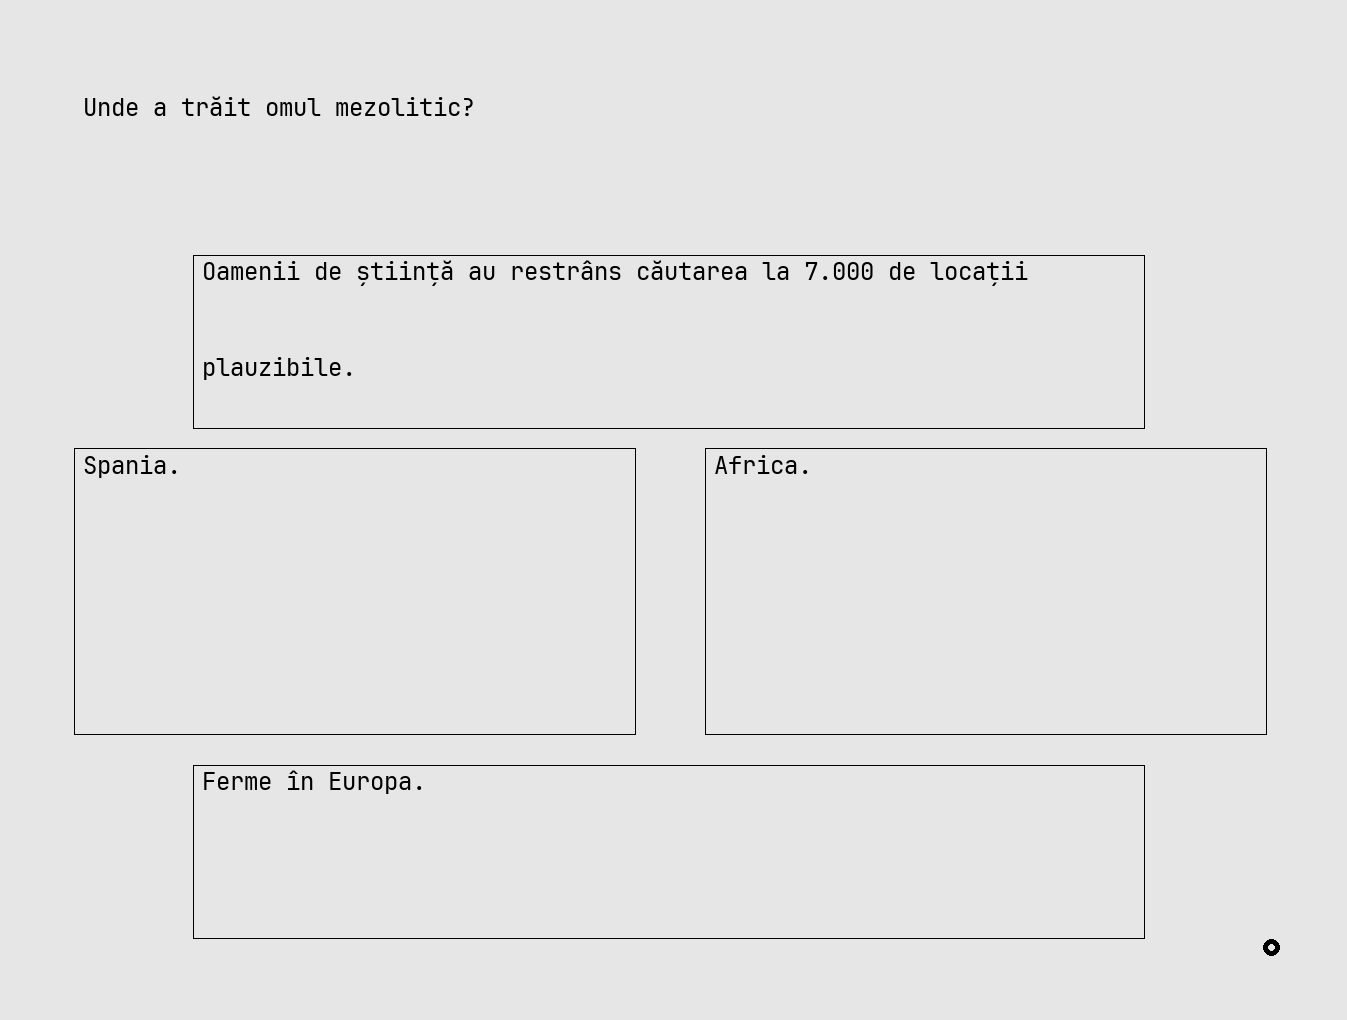 Unde a trăit omul mezolitic?
Oamenii de știință au restrâns căutarea la 7.000 de locații
plauzibile.
Spania.
Africa.
Ferme în Europa.